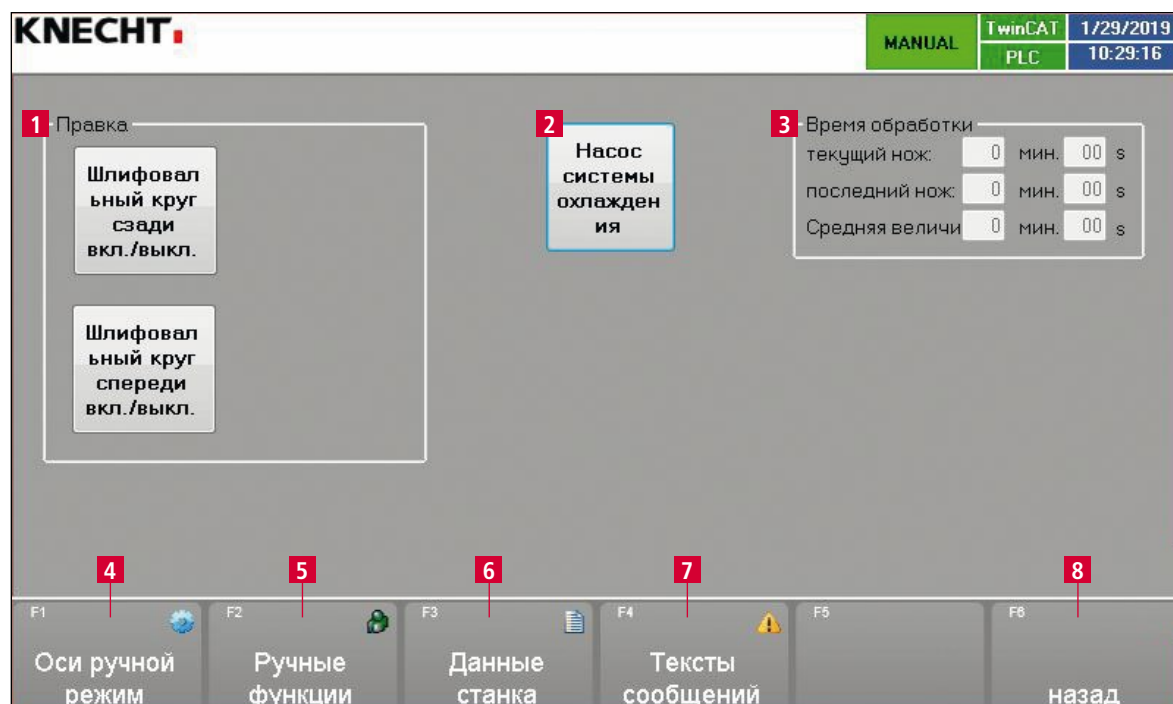 KNECHT
MANUAL
TwinCAT
PLC
1/29/2019
10:29:16
1
Правка
Шлифовал
ьный круг
сзади
вкл./выкл.
Шлифовал
ьный круг
спереди
вкл./выкл.
2
Насос
системы
охлажден
ия
3
Время обработки
текущий нож: 0 мин. 00 s
последний нож: 0 мин. 00 s
Средняя величи 0 мин. 00 s
4
5
6
7
8
F1
Оси ручной
режим
F2
Ручные
функции
F3
Данные
станка
F4
Тексты
сообщений
F5
F6
назад